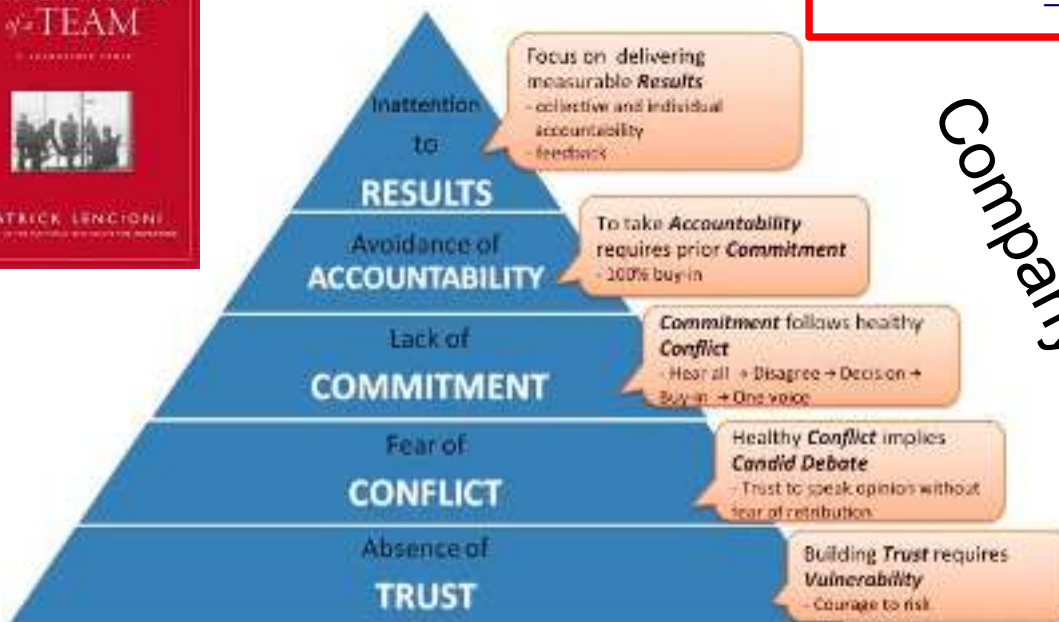 of a TEAM
PATRICK LENCIONI
Inattention
to
RESULTS
Focus on delivering
measurable Results
- collective and individual
accountability
- feedback
Avoidance of
ACCOUNTABILITY
To take Accountability
requires prior Commitment
- 100% buy-in
Lack of
COMMITMENT
Commitment follows healthy
Conflict
- Hear all → Disagree → Decision →
Buy-in → One voice
Fear of
CONFLICT
Healthy Conflict implies
Candid Debate
- Trust to speak opinion without
fear of retribution
Absence of
TRUST
Building Trust requires
Vulnerability
- Courage to risk
Company